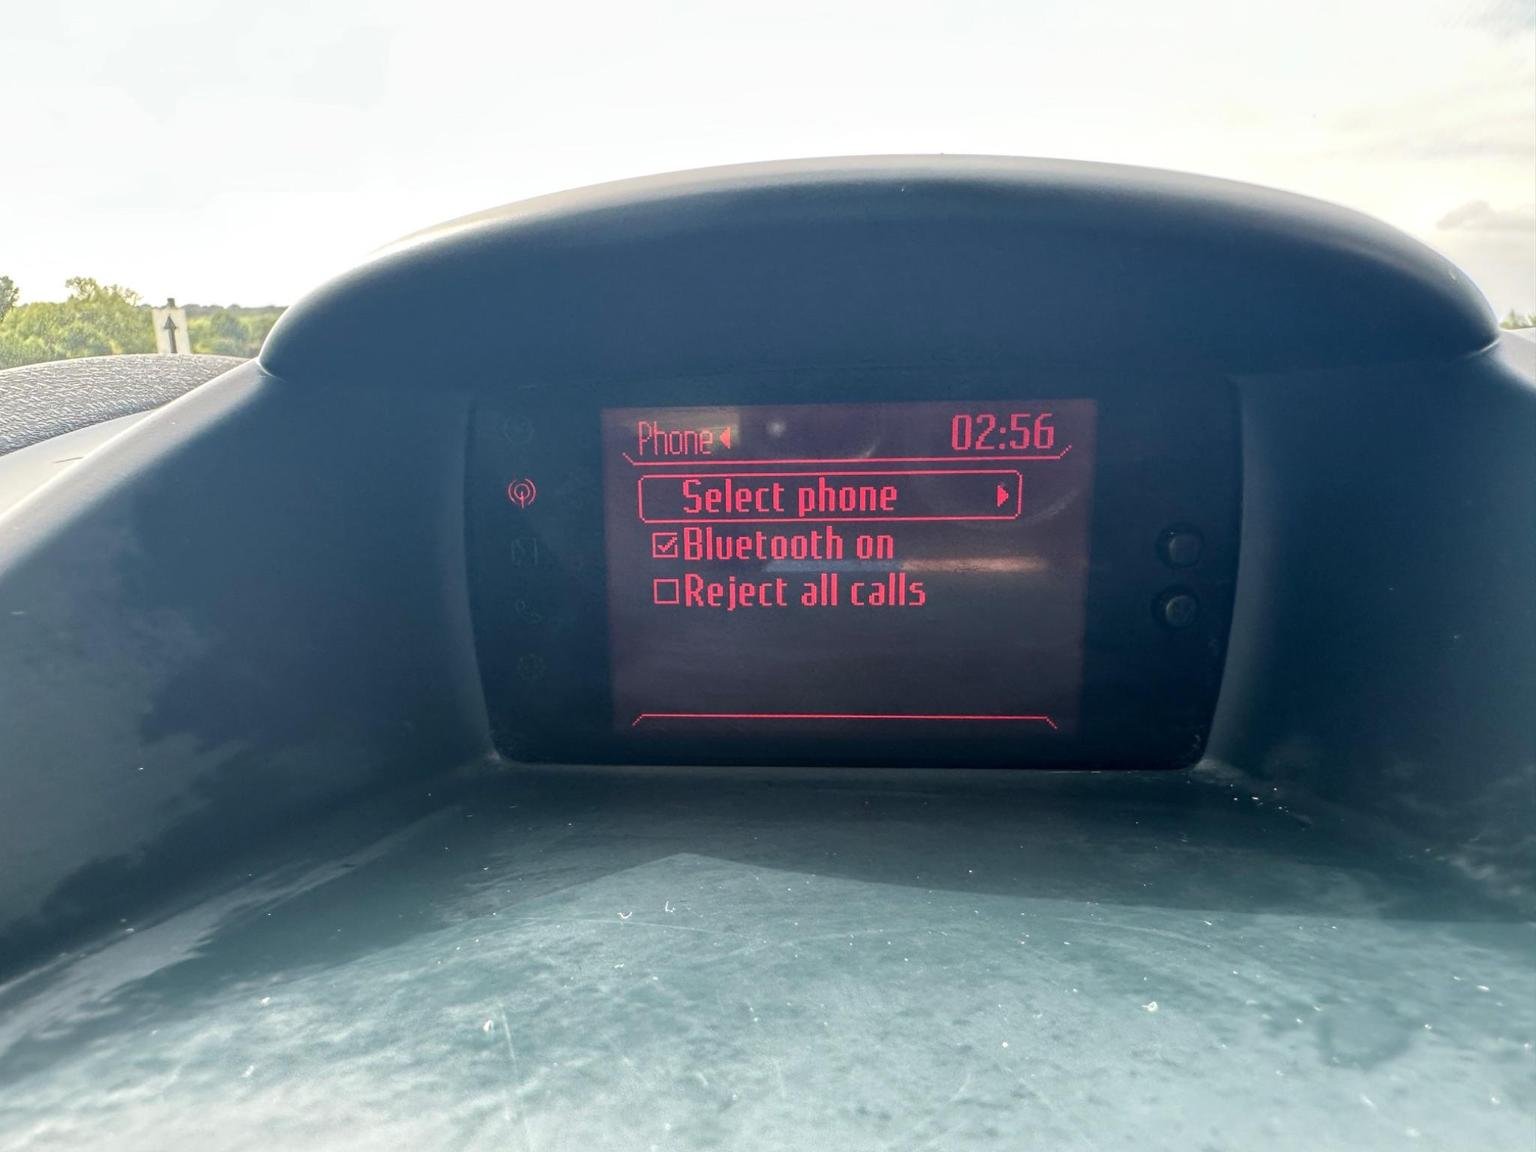 Phone
02:56
Select phone
Bluetooth on
Reject all calls